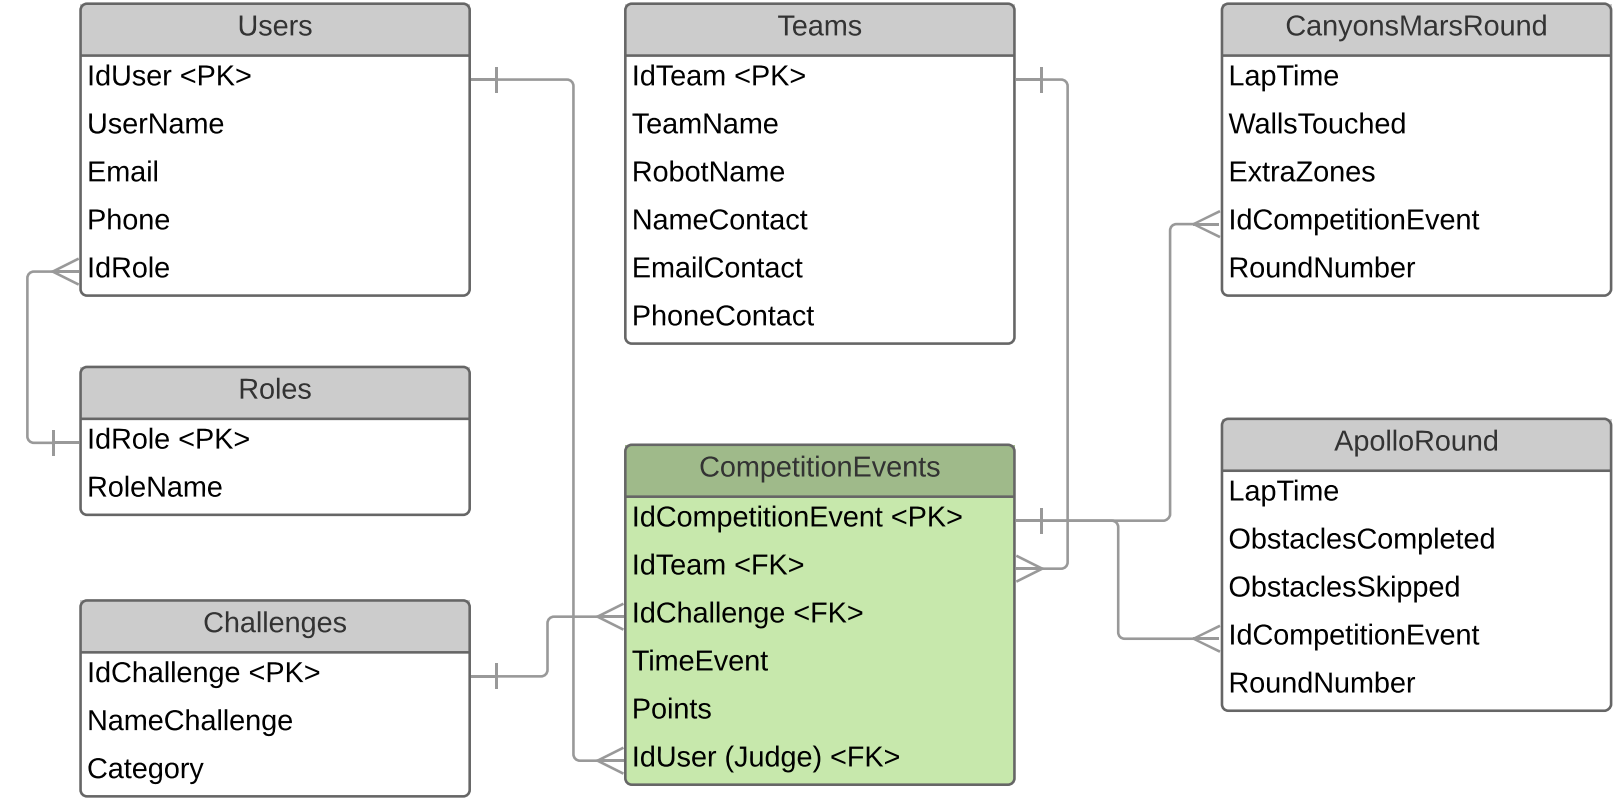 Users
IdUser <PK>
UserName
Email
Phone
IdRole
Roles
IdRole <PK>
RoleName
Challenges
IdChallenge <PK>
NameChallenge
Category
Teams
IdTeam <PK>
TeamName
RobotName
NameContact
EmailContact
PhoneContact
CompetitionEvents
IdCompetitionEvent <PK>
IdTeam <FK>
IdChallenge <FK>
TimeEvent
Points
IdUser (Judge) <FK>
CanyonsMarsRound
LapTime
WallsTouched
ExtraZones
IdCompetitionEvent
RoundNumber
ApolloRound
LapTime
ObstaclesCompleted
ObstaclesSkipped
IdCompetitionEvent
RoundNumber